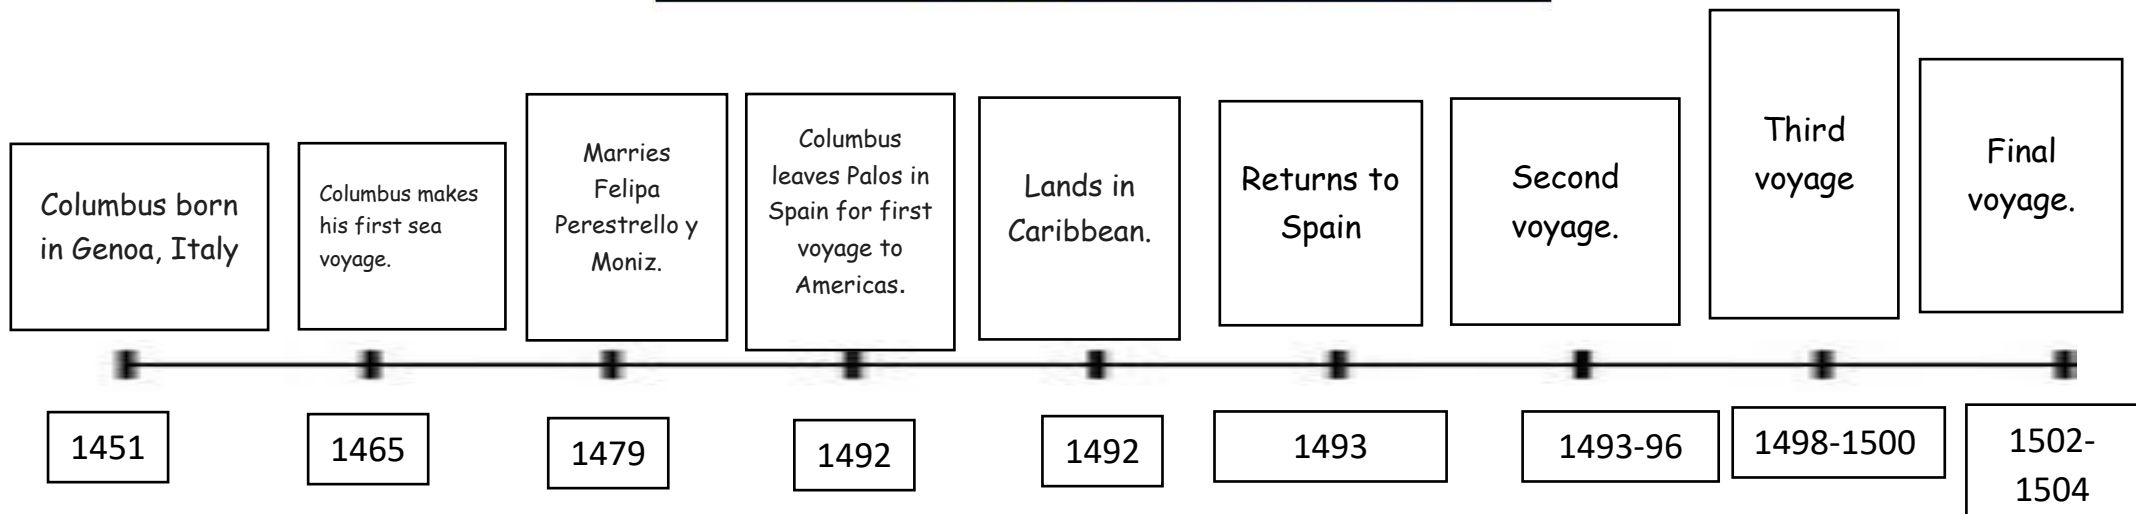 Columbus born
in Genoa, Italy
Columbus makes
his first sea
voyage.
Marries
Felipa
Perestrello y
Moniz.
Columbus
leaves Palos in
Spain for first
voyage to
Americas.
Lands in
Caribbean.
Returns to
Spain
Second
voyage.
Third
voyage
Final
voyage.
1451
1465
1479
1492
1492
1493
1493-96
1498-1500
1502-
1504